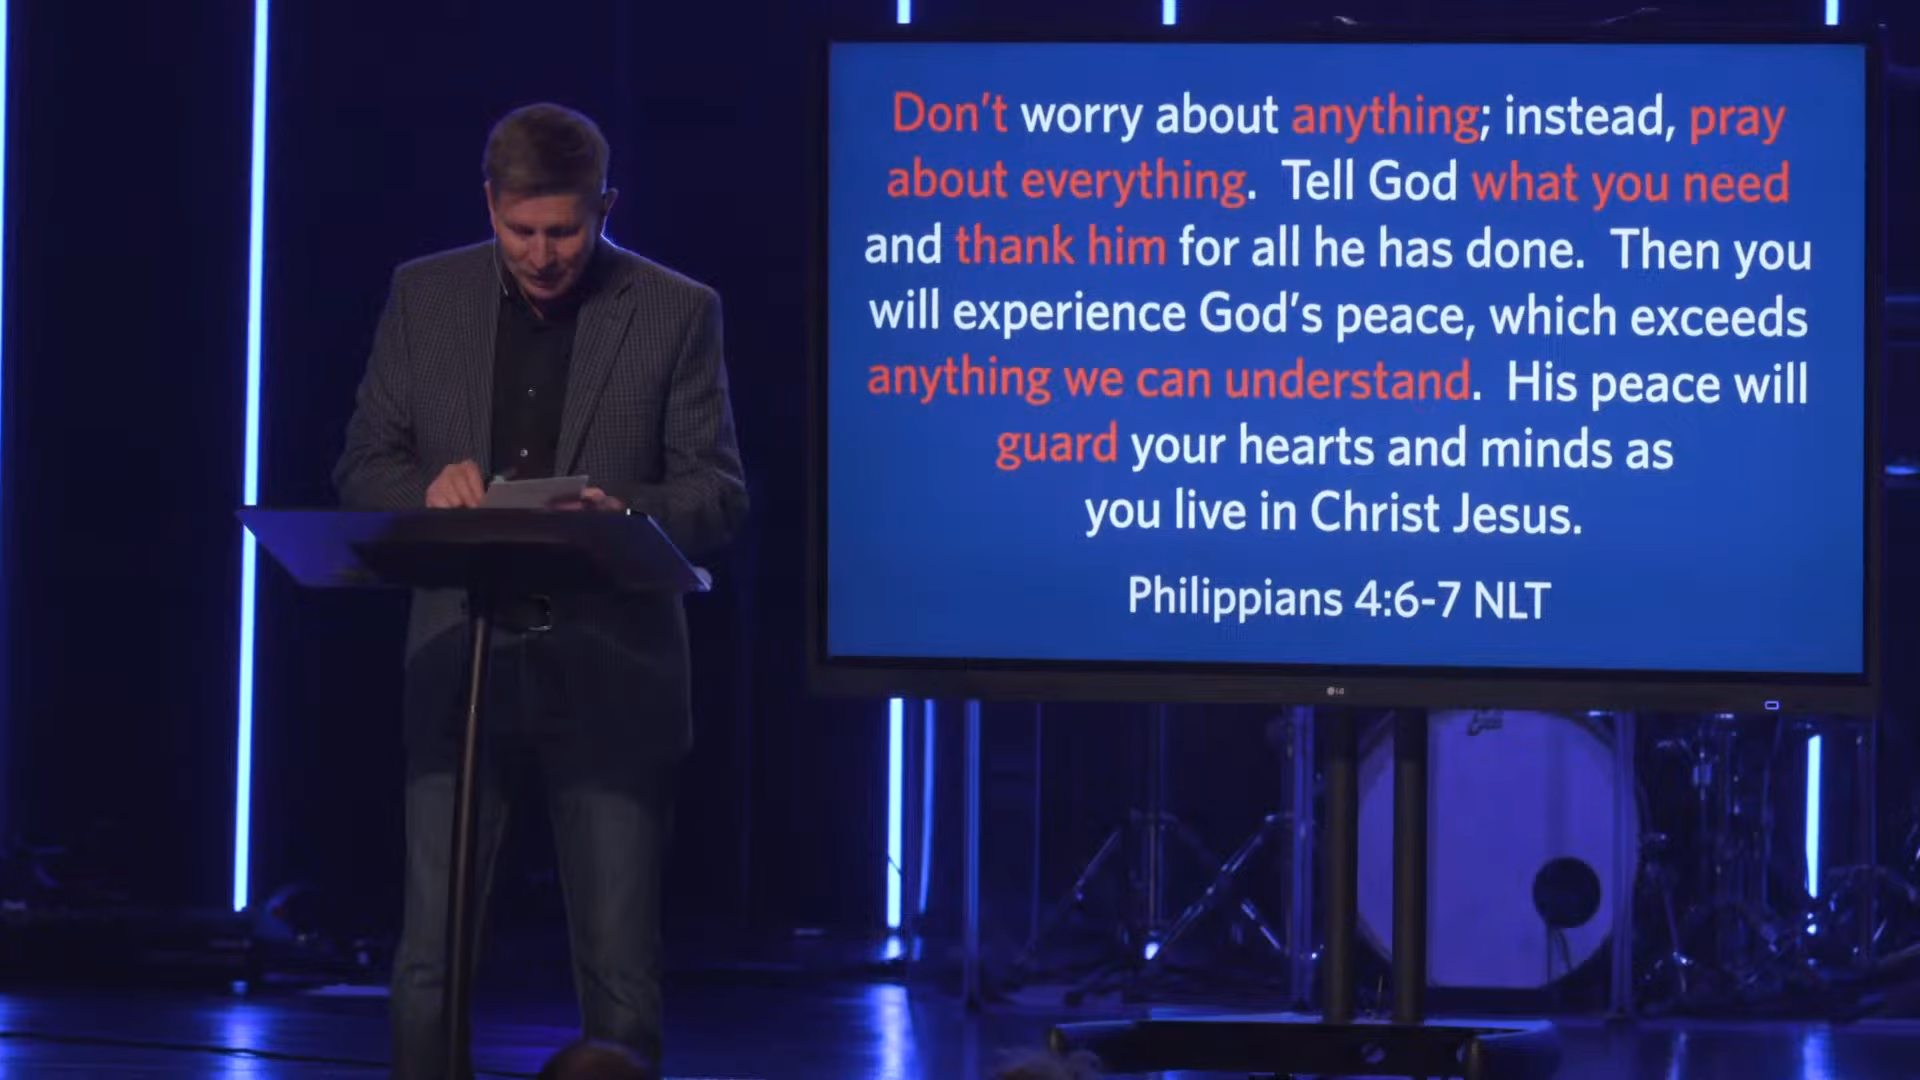 Don't worry about anything; instead, pray
about everything.  Tell God what you need
and thank him for all he has done.  Then you
will experience God's peace, which exceeds
anything we can understand.  His peace will
guard your hearts and minds as
you live in Christ Jesus.
Philippians 4:6-7 NLT
LG